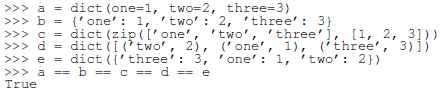 >>> a = dict(one=1, two=2, three=3)
>>> b = {'one': 1, 'two': 2, 'three': 3}
>>> c = dict(zip(['one', 'two', 'three'], [1, 2, 3]))
>>> d = dict([('two', 2), ('one', 1), ('three', 3)])
>>> e = dict({'three': 3, 'one': 1, 'two': 2})
>>> a == b == c == d == e
True